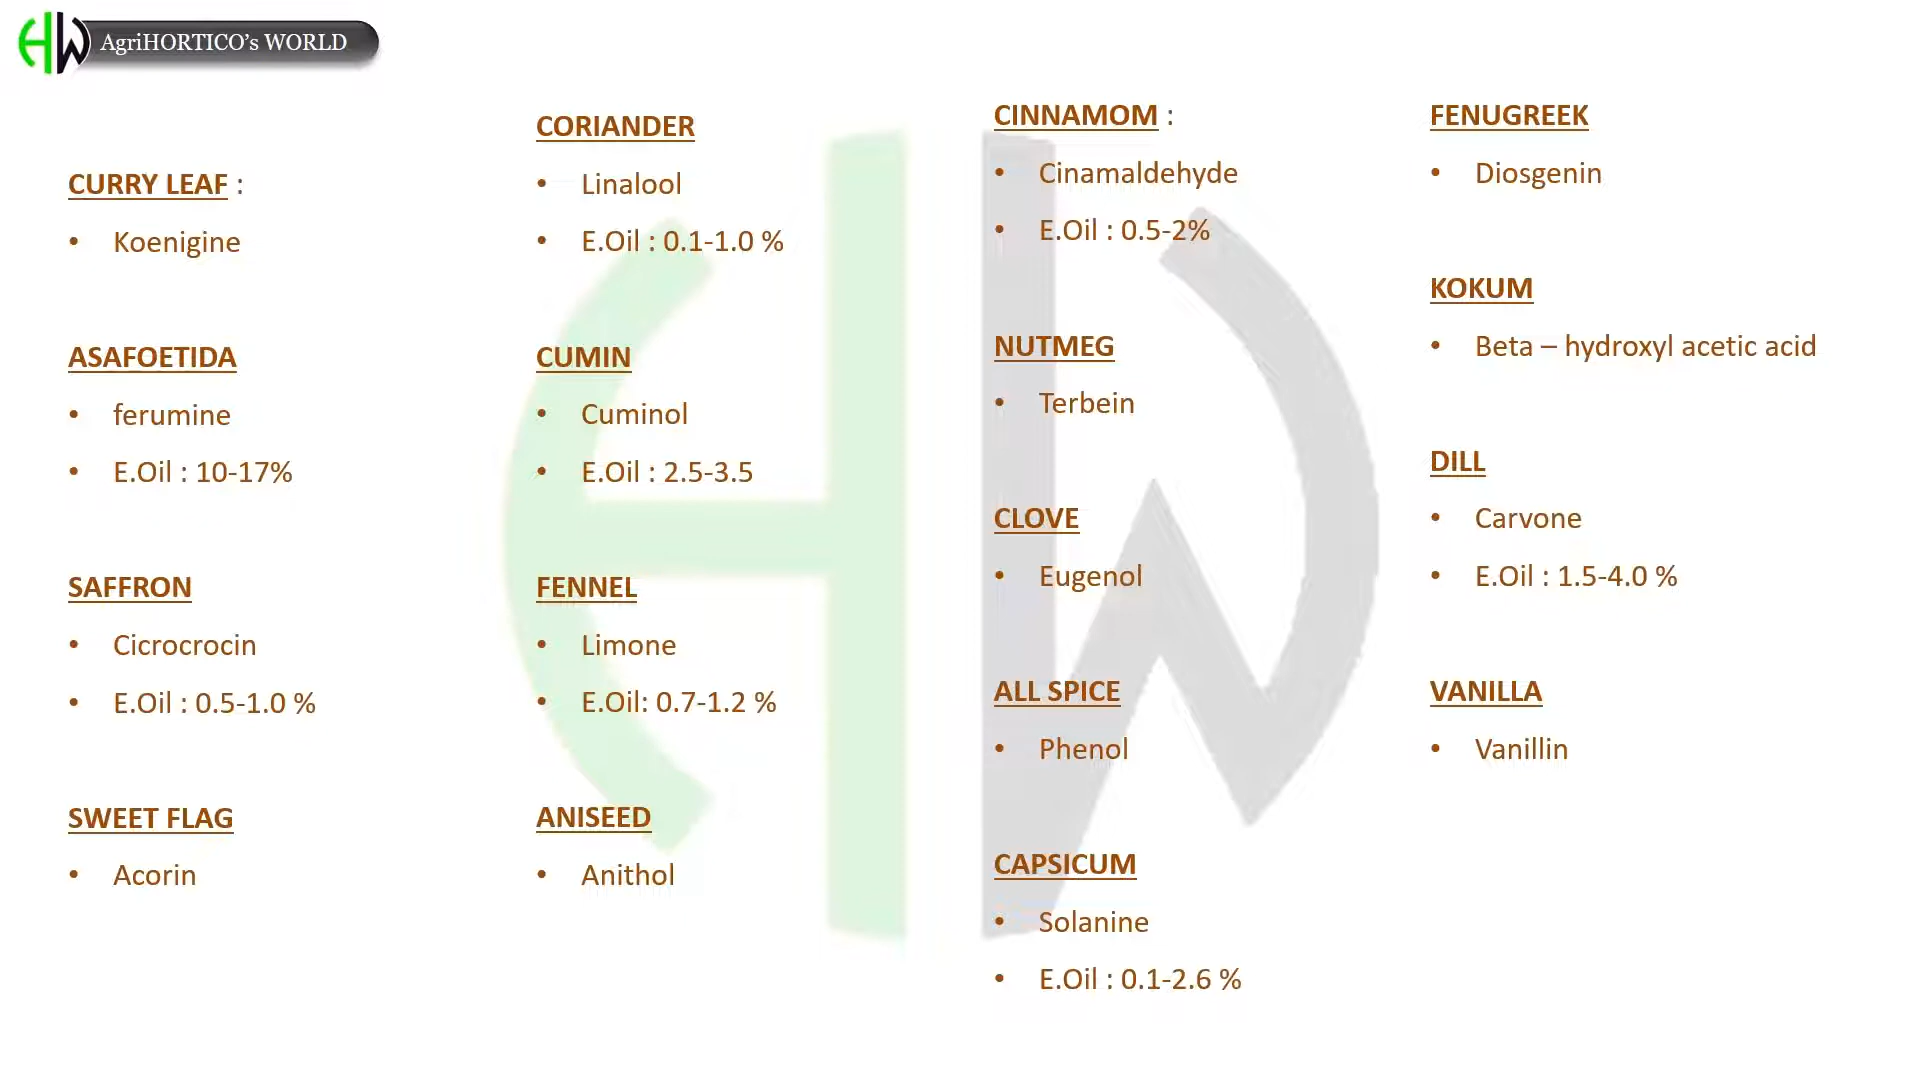 AgriHORTICO's WORLD
CURRY LEAF :
• Koenigine
ASAFOETIDA
• ferumine
• E.Oil : 10-17%
SAFFRON
• Cicrocrocin
• E.Oil : 0.5-1.0 %
SWEET FLAG
• Acorin
CORIANDER
• Linalool
• E.Oil : 0.1-1.0 %
CUMIN
• Cuminol
• E.Oil : 2.5-3.5
FENNEL
• Limone
• E.Oil: 0.7-1.2 %
ANISEED
• Anithol
CINNAMOM :
• Cinamaldehyde
• E.Oil : 0.5-2%
NUTMEG
• Terbein
CLOVE
• Eugenol
ALL SPICE
• Phenol
CAPSICUM
• Solanine
• E.Oil : 0.1-2.6 %
FENUGREEK
• Diosgenin
KOKUM
• Beta – hydroxyl acetic acid
DILL
• Carvone
• E.Oil : 1.5-4.0 %
VANILLA
• Vanillin